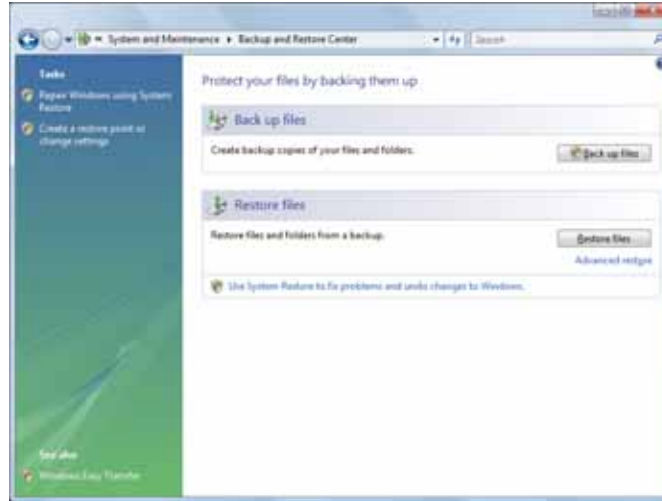 System and Maintenance ▸ Backup and Restore Center
Search
Tasks
Repair Windows using System
Restore
Create a restore point or
change settings
Protect your files by backing them up
Back up files
Create backup copies of your files and folders.
Back up files
Restore files
Restore files and folders from a backup.
Restore files
Advanced restore
Use System Restore to fix problems and undo changes to Windows.
See also
Windows Easy Transfer